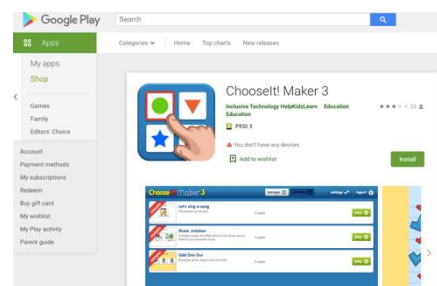 Google Play
Search
Apps
Categories
Home
Top charts
New releases
My apps
Shop
Games
Family
Editors' Choice
Account
Payment methods
My subscriptions
Redeem
Buy gift card
My wishlist
My Play activity
Parent guide
ChooseIt! Maker 3
Inclusive Technology HelpKidzLearn Education
Education
PEGI 3
You don't have any devices
Add to wishlist
Install
ChooseIt! Maker 3
Let's sing a song
Music Jukebox
Odd One Out